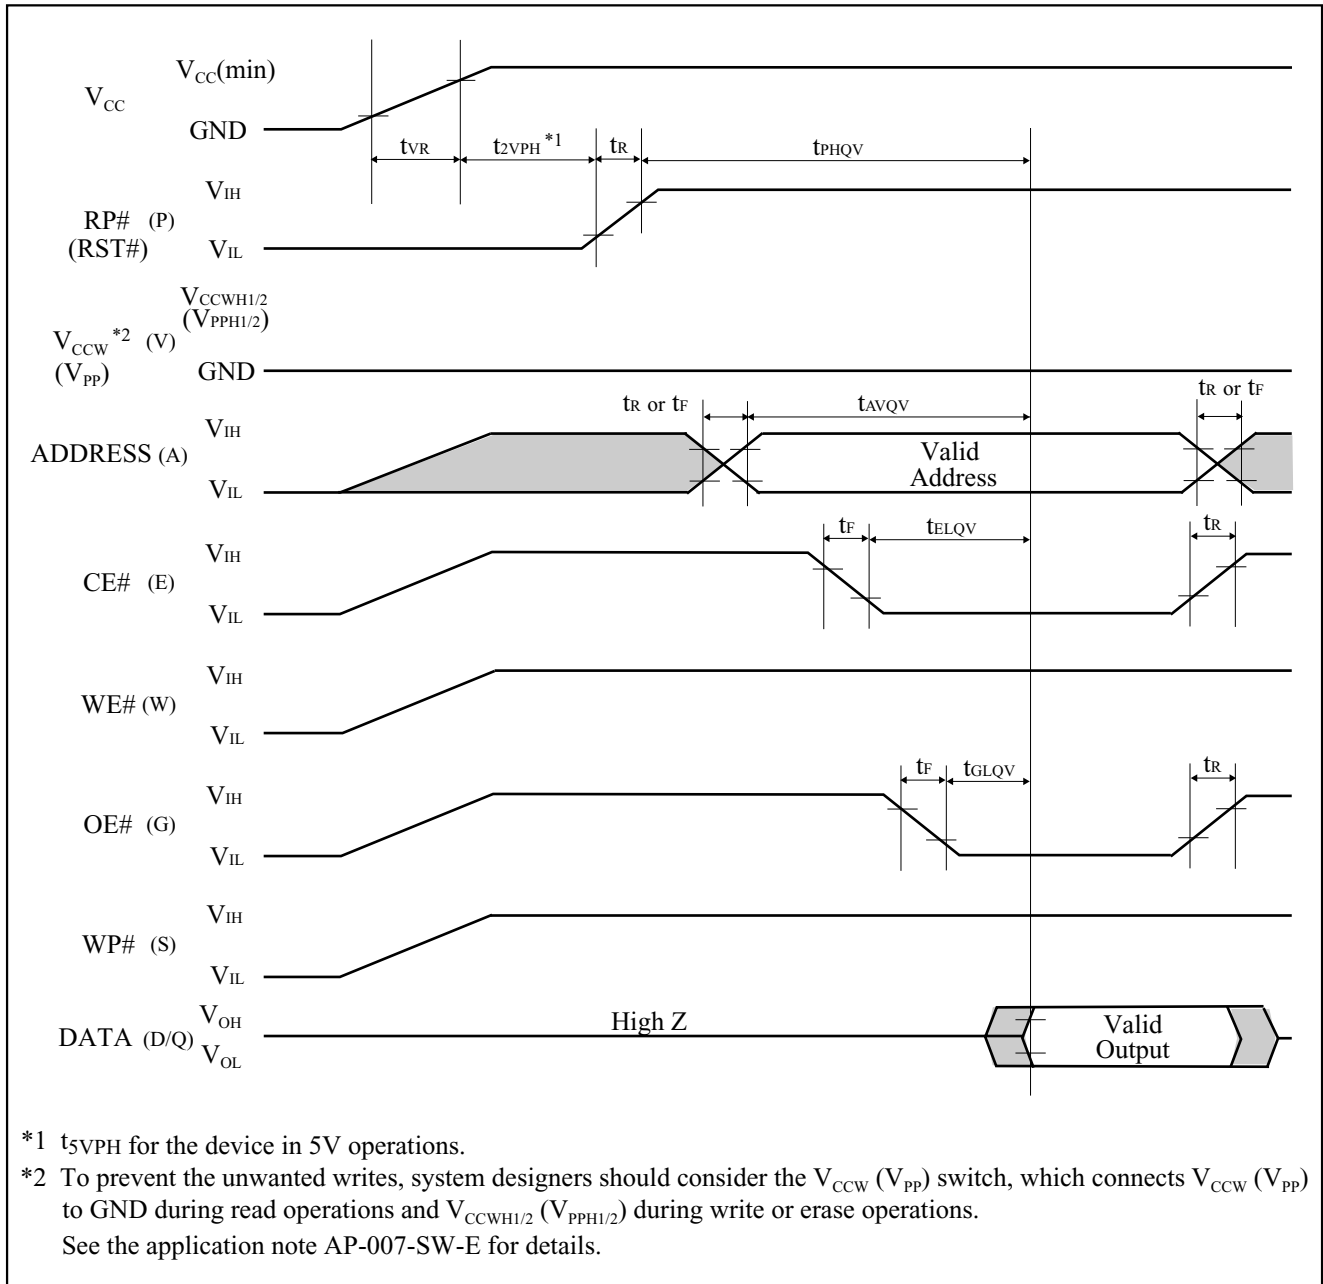 VCC(min)
VCC
GND
tVR
t2VPH *1
tR
tPHQV
VIH
RP# (P)
(RST#)
VIL
VCCWH1/2
(VPPH1/2)
VCCW *2 (V)
(VPP)
GND
tR or tF
tAVQV
tR or tF
VIH
ADDRESS (A)
Valid
Address
VIL
tF
tELQV
tR
VIH
CE# (E)
VIL
VIH
WE# (W)
VIL
tF
tGLQV
tR
VIH
OE# (G)
VIL
VIH
WP# (S)
VIL
VOH
DATA (D/Q)
High Z
Valid
Output
VOL
*1 t5VPH for the device in 5V operations.
*2 To prevent the unwanted writes, system designers should consider the VCCW (VPP) switch, which connects VCCW (VPP)
to GND during read operations and VCCWH1/2 (VPPH1/2) during write or erase operations.
See the application note AP-007-SW-E for details.